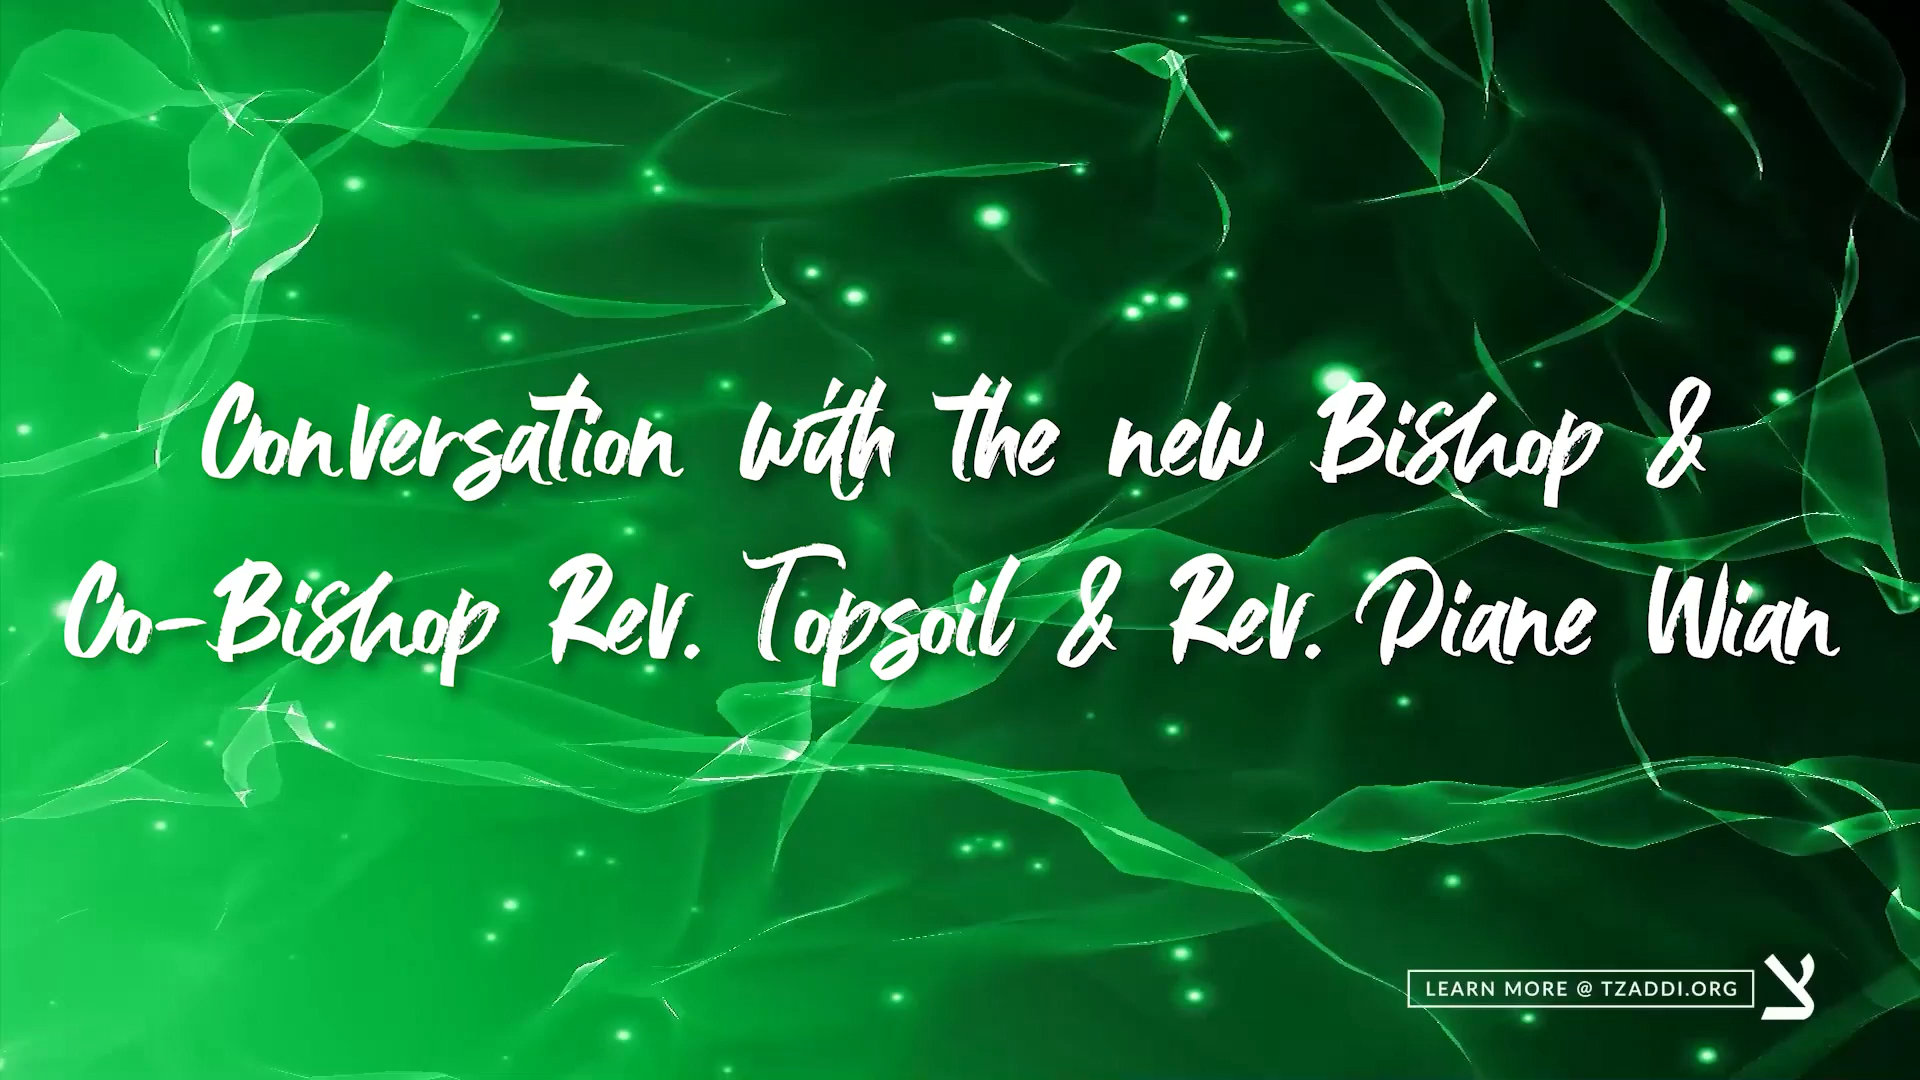 Conversation with the new Bishop &
Co-Bishop Rev. Topsoil & Rev. Diane Wian
LEARN MORE @ TZADDI.ORG
צ